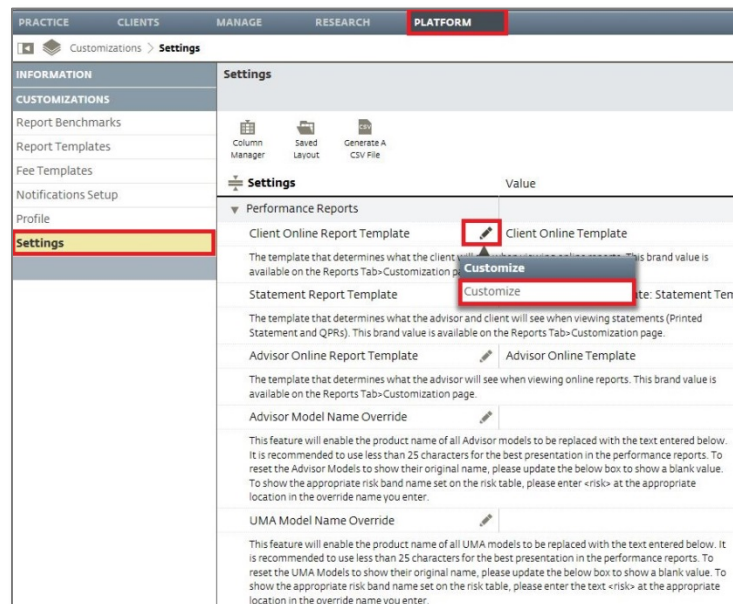 PRACTICE CLIENTS MANAGE RESEARCH PLATFORM
Customizations > Settings
INFORMATION
CUSTOMIZATIONS
Report Benchmarks
Report Templates
Fee Templates
Notifications Setup
Profile
Settings
Settings
Column Manager
Saved Layout
CSV
Generate A CSV File
Settings Value
Performance Reports
Client Online Report Template Client Online Template
The template that determines what the client will see when viewing online reports. This brand value is
available on the Reports Tab>Customization pa
Customize
Customize
Statement Report Template ate: Statement Tem
The template that determines what the advisor and client will see when viewing statements (Printed
Statement and QPRs). This brand value is available on the Reports Tab>Customization page.
Advisor Online Report Template Advisor Online Template
The template that determines what the advisor will see when viewing online reports. This brand value is
available on the Reports Tab>Customization page.
Advisor Model Name Override
This feature will enable the product name of all Advisor models to be replaced with the text entered below.
It is recommended to use less than 25 characters for the best presentation in the performance reports. To
reset the Advisor Models to show their original name, please update the below box to show a blank value.
To show the appropriate risk band name set on the risk table, please enter <risk> at the appropriate
location in the override name you enter.
UMA Model Name Override
This feature will enable the product name of all UMA models to be replaced with the text entered below. It
is recommended to use less than 25 characters for the best presentation in the performance reports. To
reset the UMA Models to show their original name, please update the below box to show a blank value. To
show the appropriate risk band name set on the risk table, please enter the text <risk> at the appropriate
location in the override name you enter.